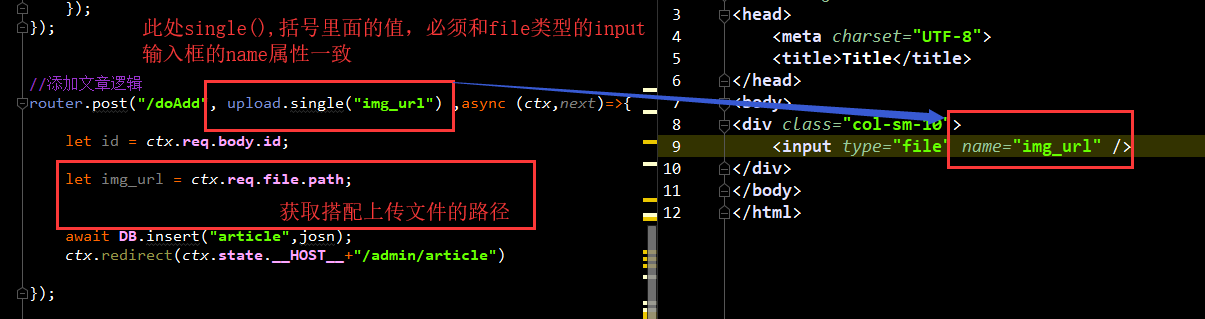 });
});
此处single(),括号里面的值，必须和file类型的input
输入框的name属性一致
//添加文章逻辑
router.post("/doAdd", upload.single("img_url") ,async (ctx,next)=>{
let id = ctx.req.body.id;
let img_url = ctx.req.file.path;
获取搭配上传文件的路径
await DB.insert("article",josn);
ctx.redirect(ctx.state.__HOST__+"/admin/article")
});
3 <head>
4 <meta charset="UTF-8">
5 <title>Title</title>
6 </head>
7 <body>
8 <div class="col-sm-10">
9 <input type="file" name="img_url" />
10 </div>
11 </body>
12 </html>